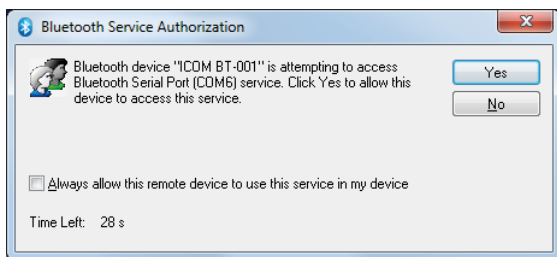 Bluetooth Service Authorization
Bluetooth device "ICOM BT-001" is attempting to access
Bluetooth Serial Port (COM6) service. Click Yes to allow this
device to access this service.
Yes
No
Always allow this remote device to use this service in my device
Time Left: 28 s